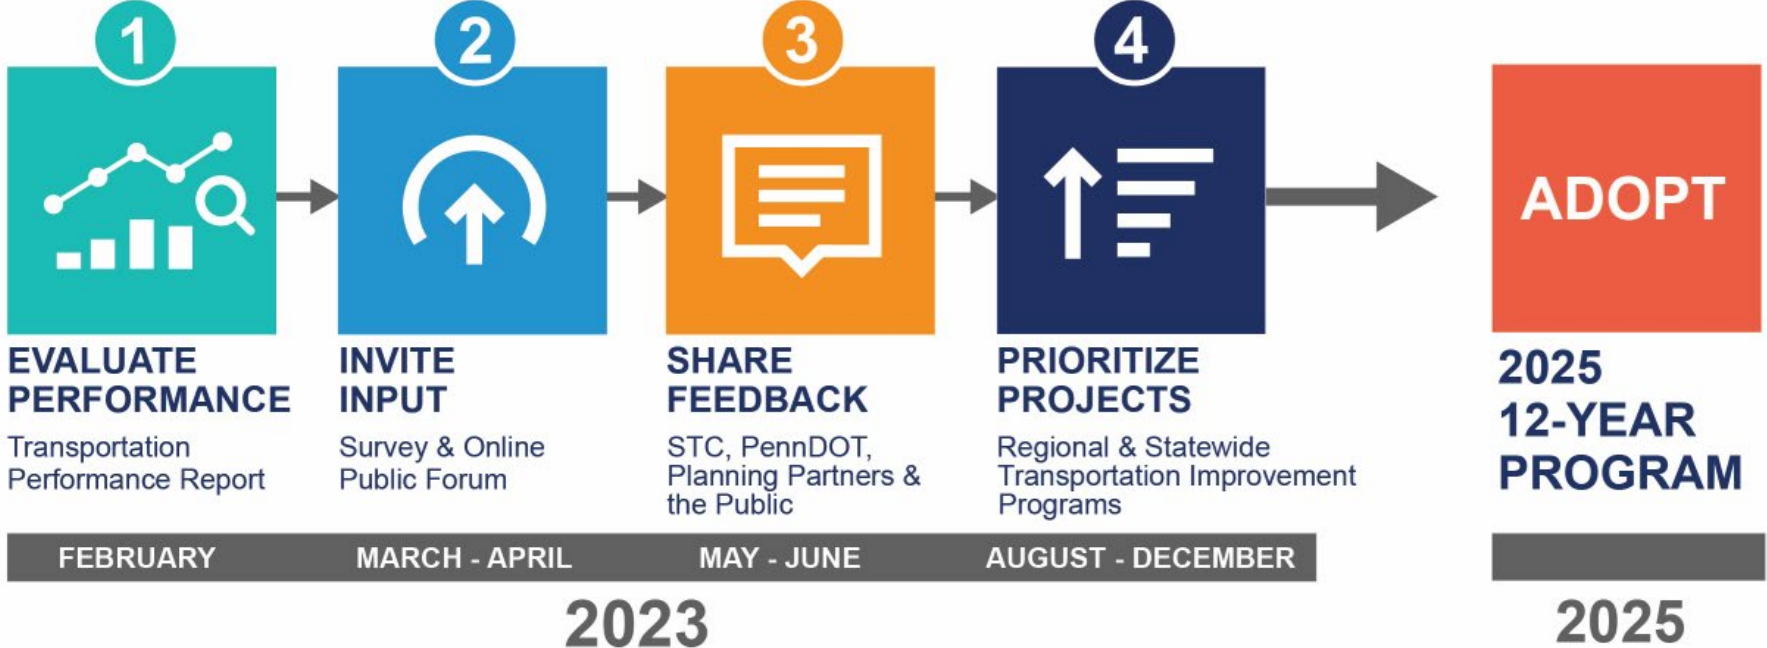 1
EVALUATE
PERFORMANCE
Transportation
Performance Report
FEBRUARY
2
INVITE
INPUT
Survey & Online
Public Forum
MARCH - APRIL
3
SHARE
FEEDBACK
STC, PennDOT,
Planning Partners &
the Public
MAY - JUNE
4
PRIORITIZE
PROJECTS
Regional & Statewide
Transportation Improvement
Programs
AUGUST - DECEMBER
2023
ADOPT
2025
12-YEAR
PROGRAM
2025